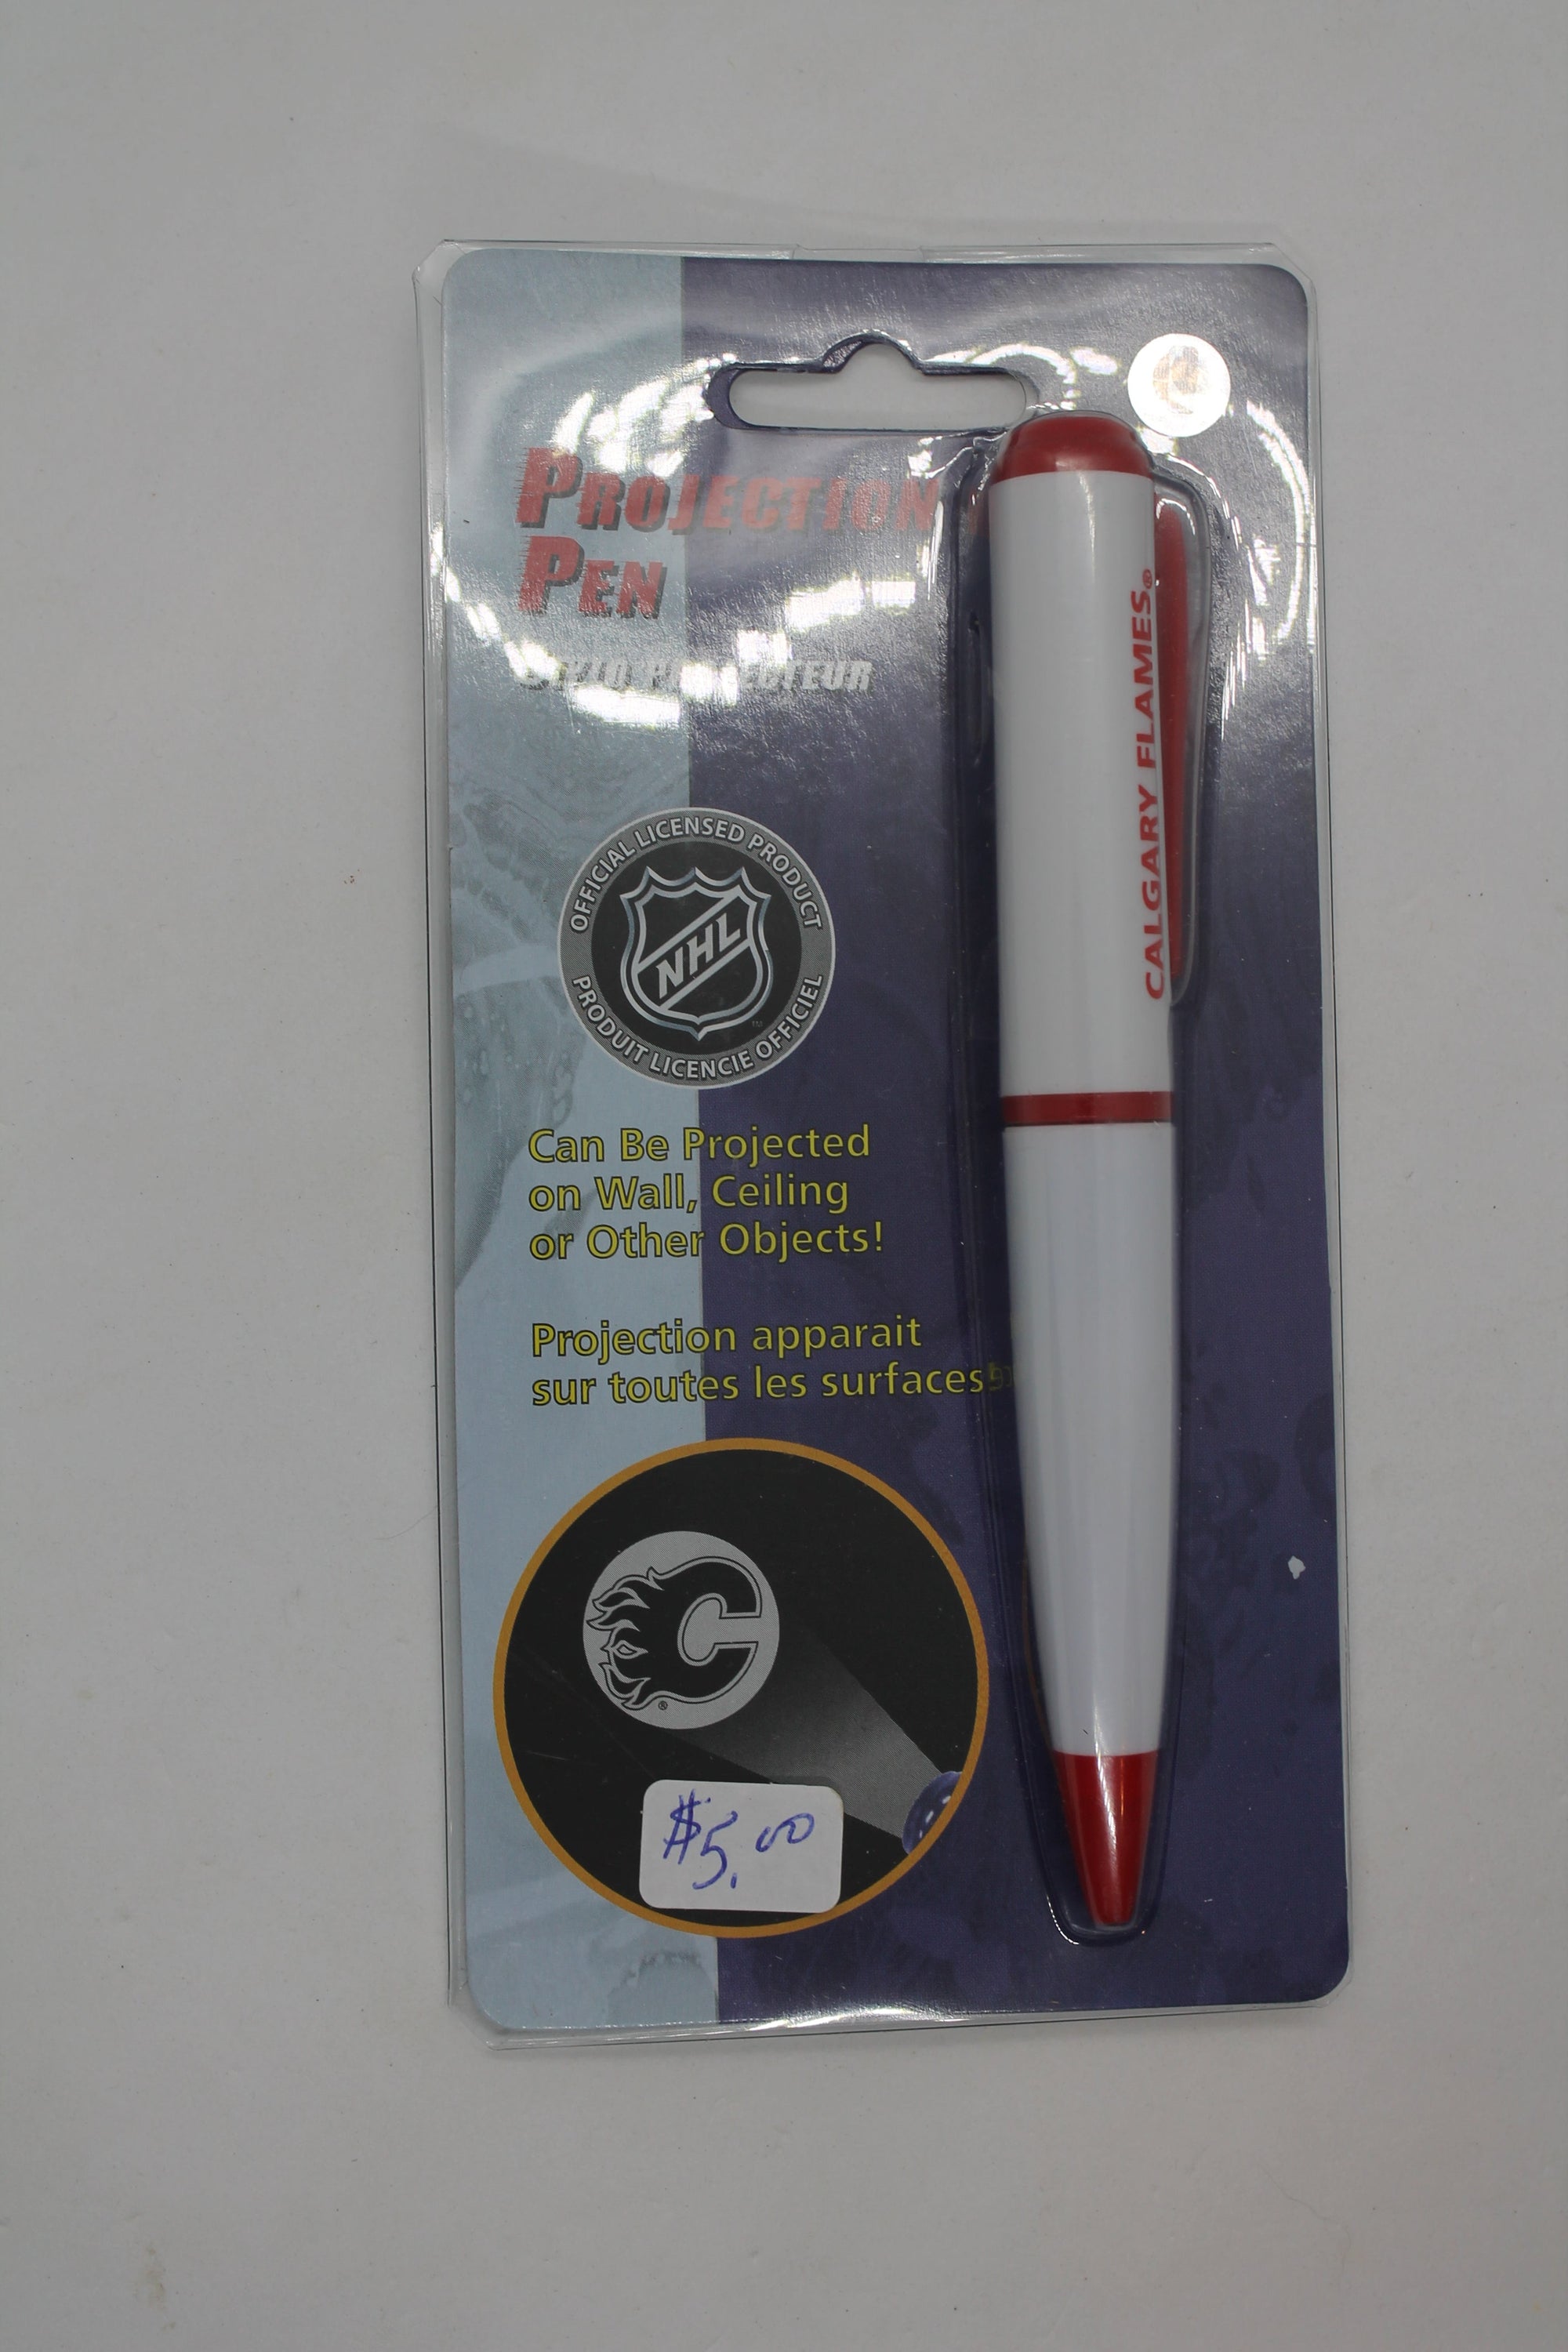 PROJECTION
PEN
PROJECTEUR
OFFICIAL LICENSED PRODUCT
NHL
PRODUIT LICENCIE OFFICIEL
Can Be Projected
on Wall, Ceiling
or Other Objects!
Projection apparait
sur toutes les surfaces
C
®
$5.00
CALGARY FLAMES®